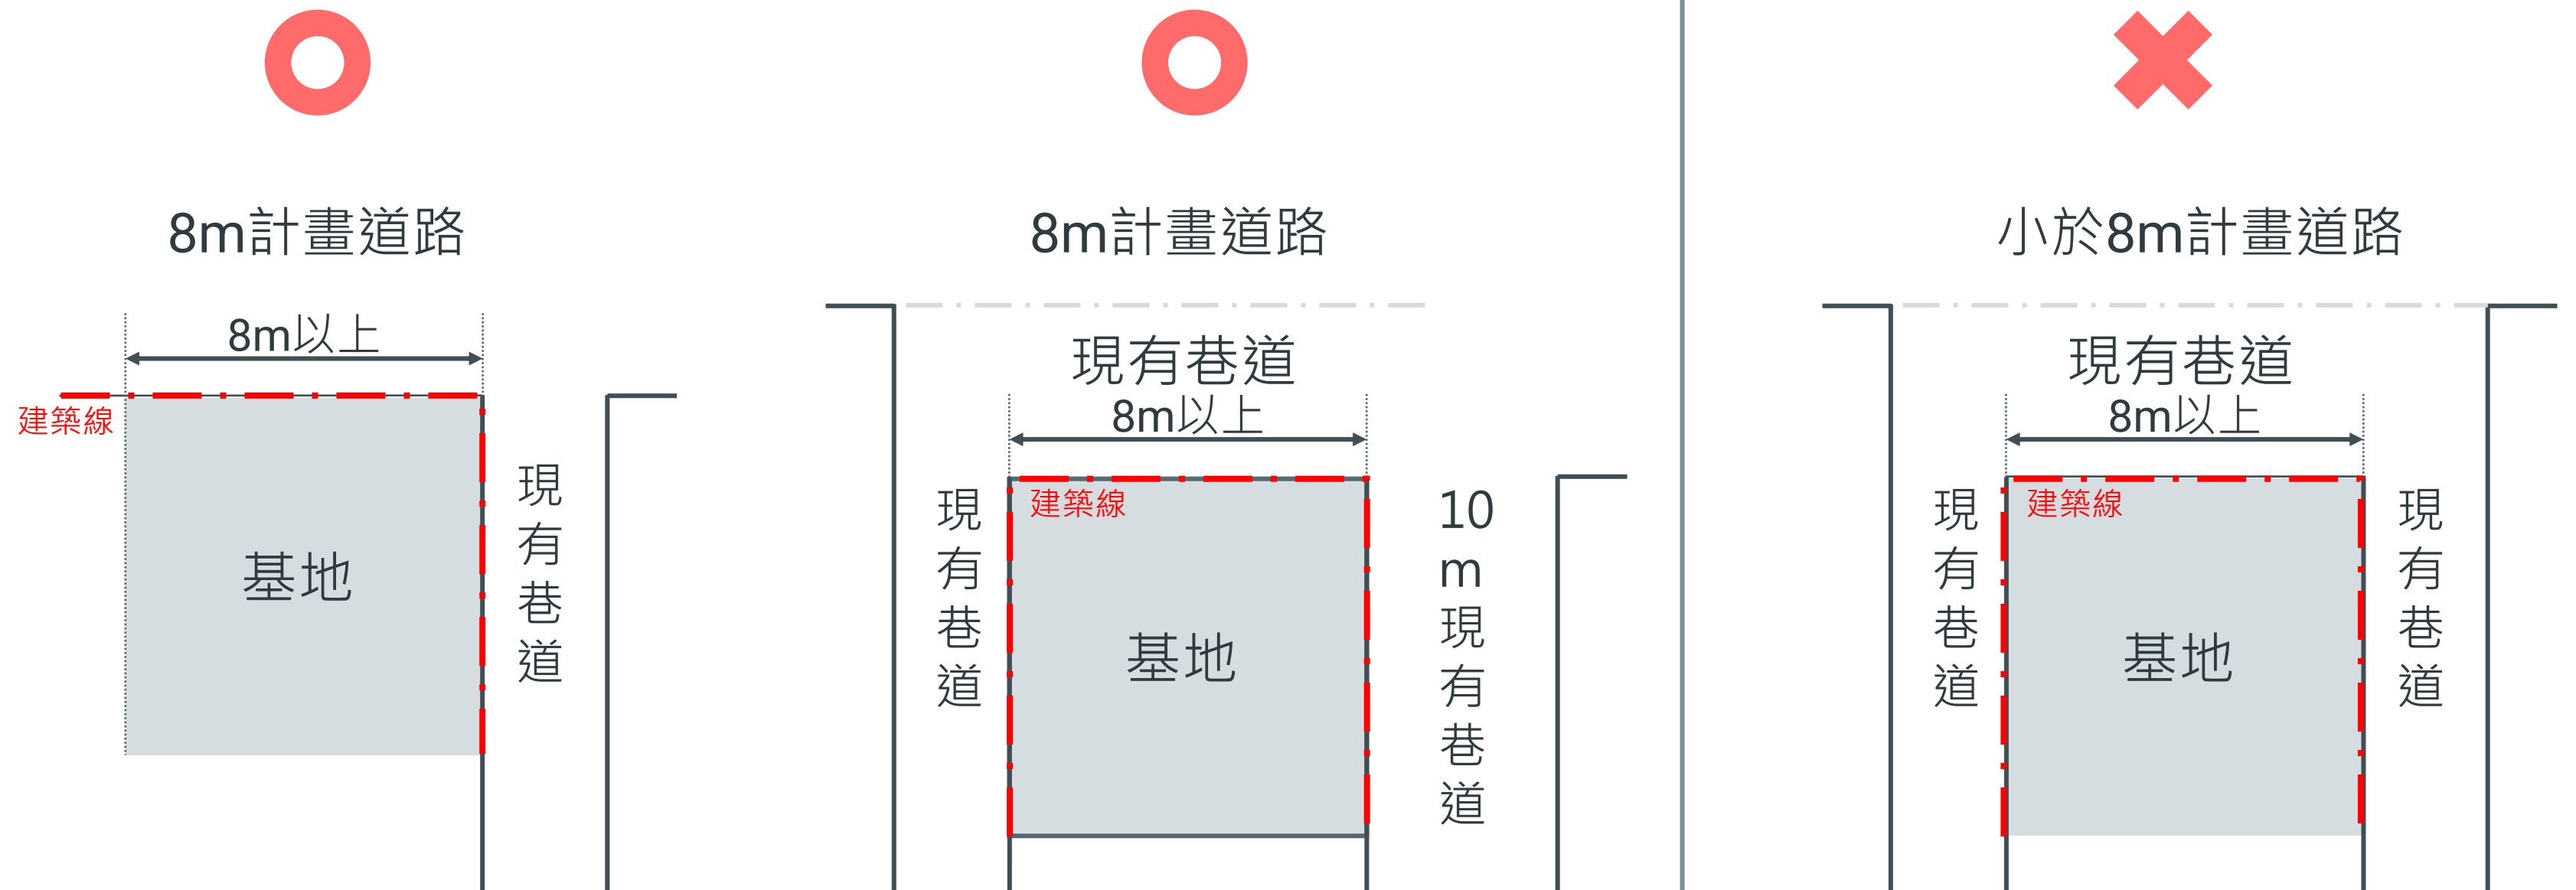 8m計畫道路
8m以上
建築線
基地
現有巷道
8m計畫道路
現有巷道
8m以上
建築線
現有巷道
基地
10m現有巷道
小於8m計畫道路
現有巷道
8m以上
建築線
現有巷道
基地
現有巷道